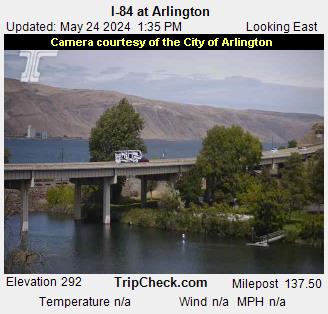 I-84 at Arlington
Updated: May 24 2024 1:35 PM Looking East
Camera courtesy of the City of Arlington
Elevation 292 TripCheck.com Milepost 137.50
Temperature n/a Wind n/a MPH n/a